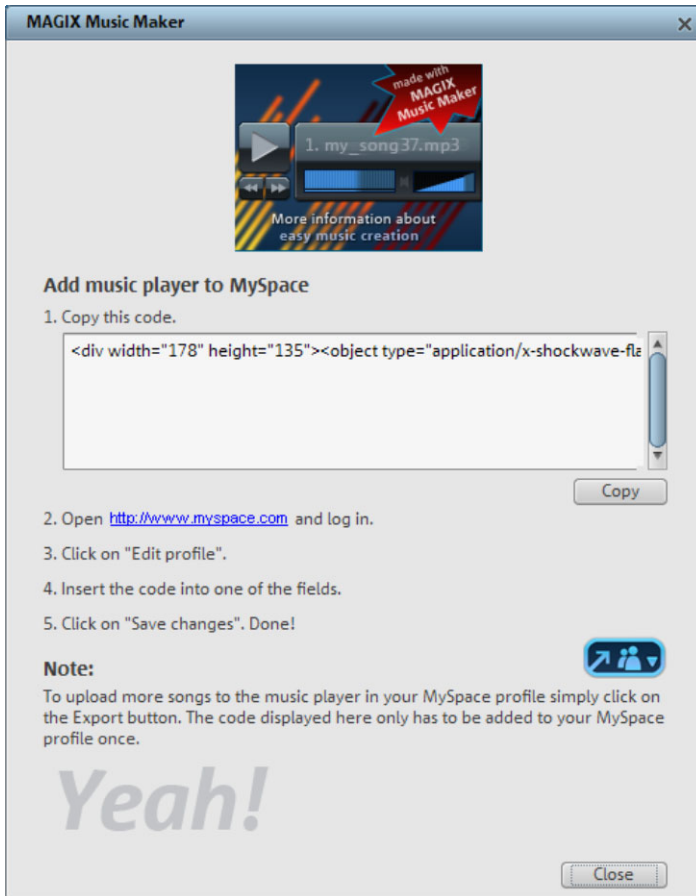 MAGIX Music Maker
made with
MAGIX
Music Maker
1. my_song37.mp3
More information about
easy music creation
Add music player to MySpace
1. Copy this code.
<div width="178" height="135"><object type="application/x-shockwave-fla
Copy
2. Open http://www.myspace.com and log in.
3. Click on "Edit profile".
4. Insert the code into one of the fields.
5. Click on "Save changes". Done!
Note:
To upload more songs to the music player in your MySpace profile simply click on
the Export button. The code displayed here only has to be added to your MySpace
profile once.
Yeah!
Close